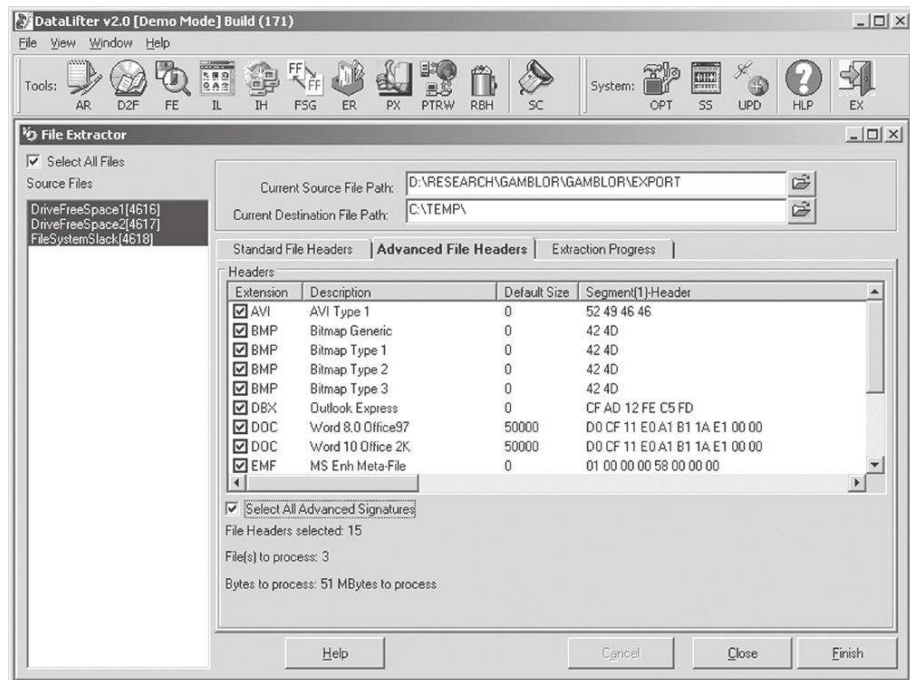 DataLifter v2.0 [Demo Mode] Build (171)
File View Window Help
Tools: AR D2F FE IL IH FSG ER PX PTRW RBH SC System: OPT SS UPD HLP EX
FF
FF
File Extractor
Select All Files
Source Files
DriveFreeSpace1[4616]
DriveFreeSpace2[4617]
FileSystemSlack[4618]
Current Source File Path: D:\RESEARCH\GAMBLOR\GAMBLOR\EXPORT
Current Destination File Path: C:\TEMP\
Standard File Headers Advanced File Headers Extraction Progress
Headers
Extension Description Default Size Segment(1)-Header
AVI AVI Type 1 0 52 49 46 46
BMP Bitmap Generic 0 42 4D
BMP Bitmap Type 1 0 42 4D
BMP Bitmap Type 2 0 42 4D
BMP Bitmap Type 3 0 42 4D
DBX Outlook Express 0 CF AD 12 FE C5 FD
DOC Word 8.0 Office97 50000 D0 CF 11 E0 A1 B1 1A E1 00 00
DOC Word 10 Office 2K 50000 D0 CF 11 E0 A1 B1 1A E1 00 00
EMF MS Enh Meta-File 0 01 00 00 00 58 00 00 00
Select All Advanced Signatures
File Headers selected: 15
File(s) to process: 3
Bytes to process: 51 MBytes to process
Help Cancel Close Finish